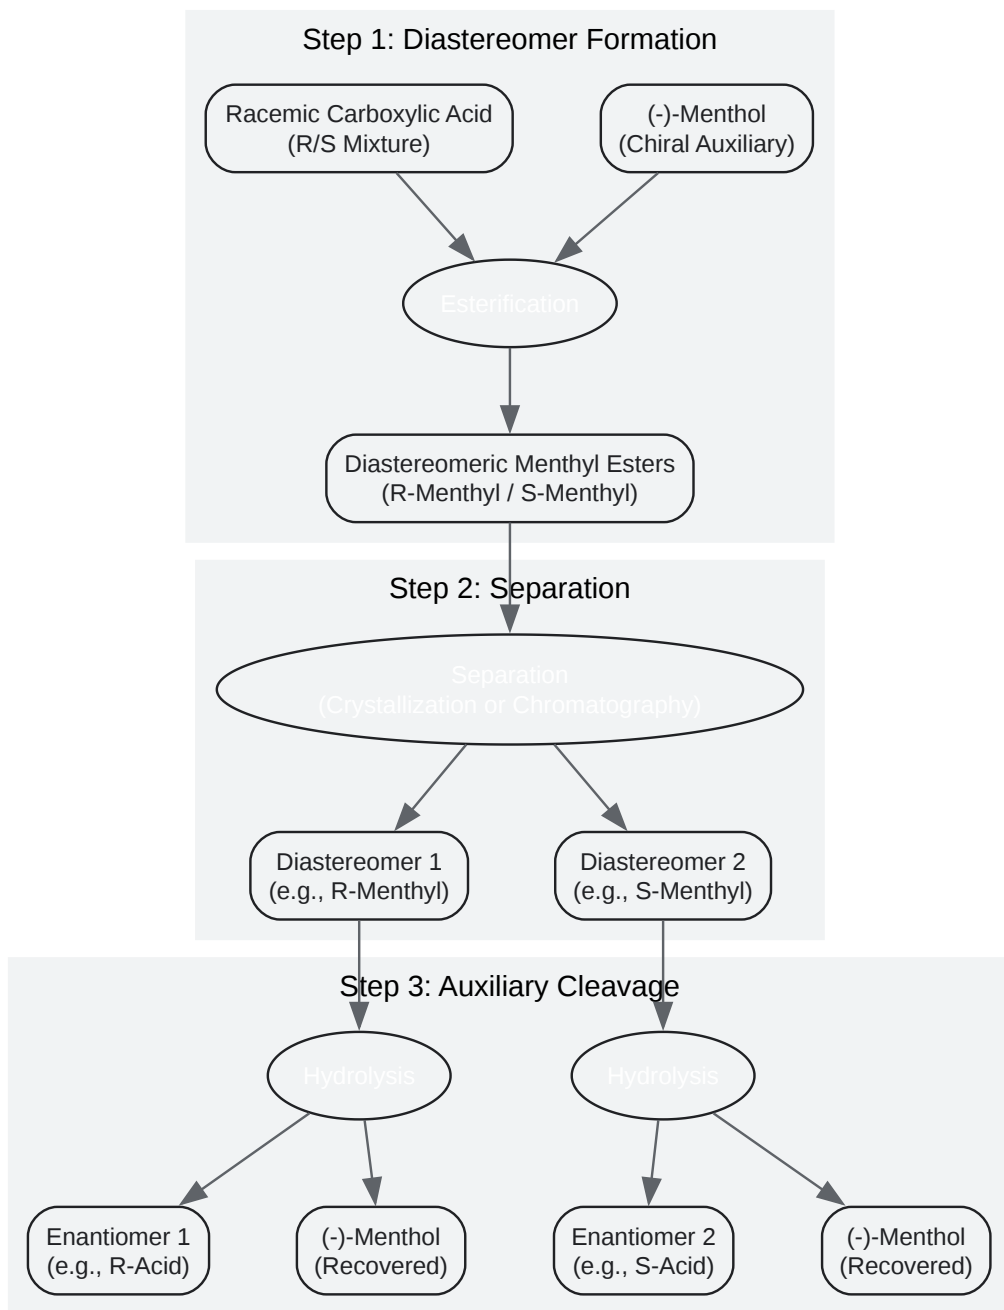 Step 1: Diastereomer Formation
Racemic Carboxylic Acid
(R/S Mixture)
(-)-Menthol
(Chiral Auxiliary)
Esterification
Diastereomeric Menthyl Esters
(R-Menthyl / S-Menthyl)
Step 2: Separation
Separation
(Crystallization or Chromatography)
Diastereomer 1
(e.g., R-Menthyl)
Diastereomer 2
(e.g., S-Menthyl)
Step 3: Auxiliary Cleavage
Hydrolysis
Hydrolysis
Enantiomer 1
(e.g., R-Acid)
(-)-Menthol
(Recovered)
Enantiomer 2
(e.g., S-Acid)
(-)-Menthol
(Recovered)